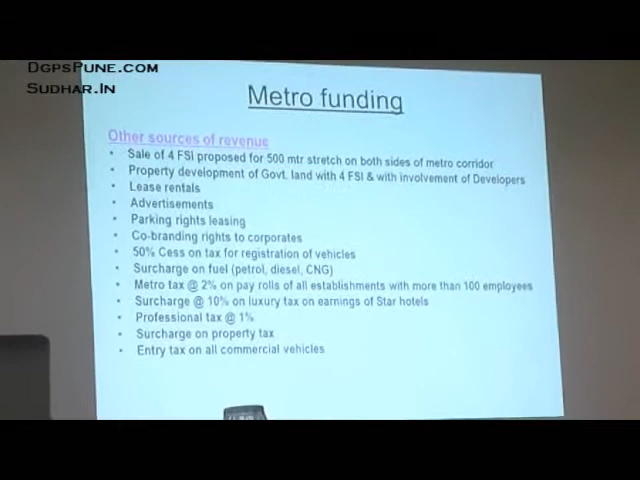 DgpsPune.com
Sudhar.In
Metro funding
Other sources of revenue
• Sale of 4 FSI proposed for 500 mtr stretch on both sides of metro corridor
• Property development of Govt. land with 4 FSI & with involvement of Developers
• Lease rentals
• Advertisements
• Parking rights leasing
• Co-branding rights to corporates
• 50% Cess on tax for registration of vehicles
• Surcharge on fuel (petrol, diesel, CNG)
• Metro tax @ 2% on pay rolls of all establishments with more than 100 employees
• Surcharge @ 10% on luxury tax on earnings of Star hotels
• Professional tax @ 1%
• Surcharge on property tax
• Entry tax on all commercial vehicles